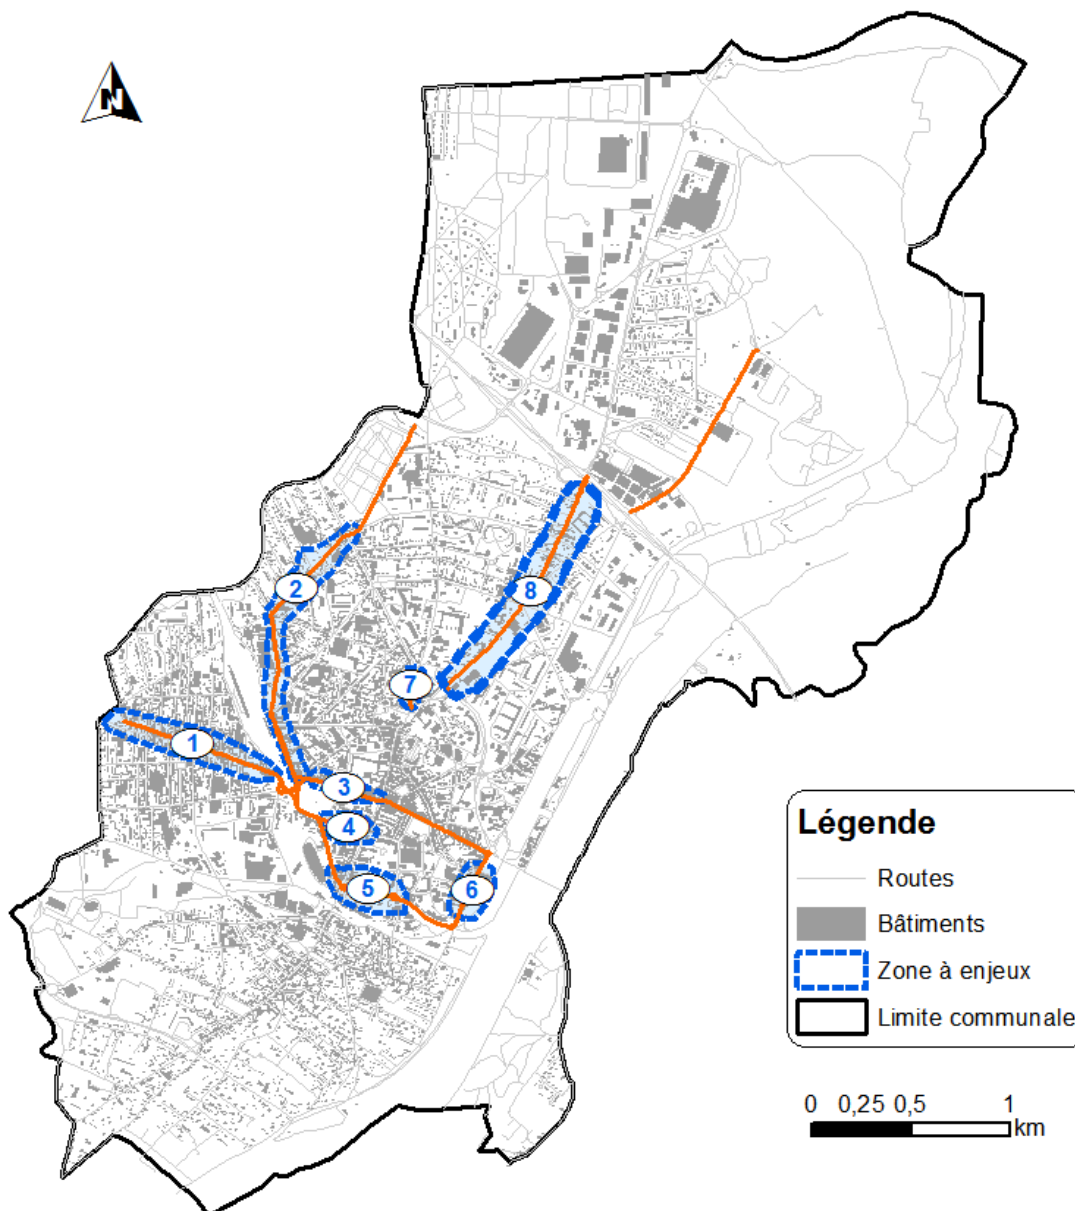 N
8
2
7
1
3
4
5
6
Légende
Routes
Bâtiments
Zone à enjeux
Limite communale
0 0,25 0,5 1
km